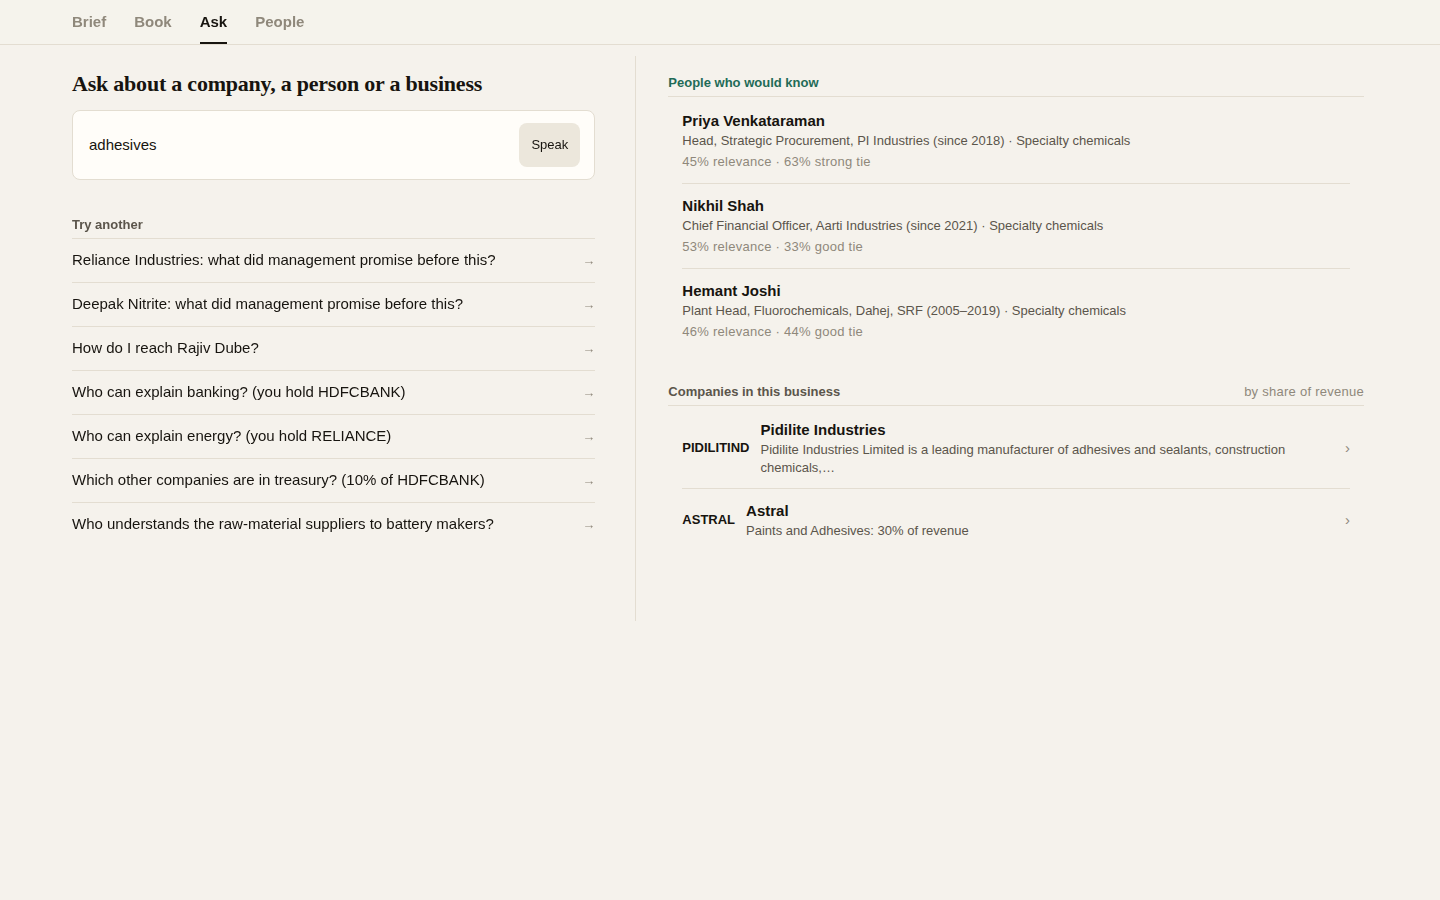 Brief Book Ask People
Ask about a company, a person or a business
adhesives
Speak
Try another
Reliance Industries: what did management promise before this? →
Deepak Nitrite: what did management promise before this? →
How do I reach Rajiv Dube? →
Who can explain banking? (you hold HDFCBANK) →
Who can explain energy? (you hold RELIANCE) →
Which other companies are in treasury? (10% of HDFCBANK) →
Who understands the raw-material suppliers to battery makers? →
People who would know
Priya Venkataraman
Head, Strategic Procurement, PI Industries (since 2018) · Specialty chemicals
45% relevance · 63% strong tie
Nikhil Shah
Chief Financial Officer, Aarti Industries (since 2021) · Specialty chemicals
53% relevance · 33% good tie
Hemant Joshi
Plant Head, Fluorochemicals, Dahej, SRF (2005–2019) · Specialty chemicals
46% relevance · 44% good tie
Companies in this business by share of revenue
PIDILITIND
Pidilite Industries
Pidilite Industries Limited is a leading manufacturer of adhesives and sealants, construction
chemicals,…
›
ASTRAL
Astral
Paints and Adhesives: 30% of revenue
›